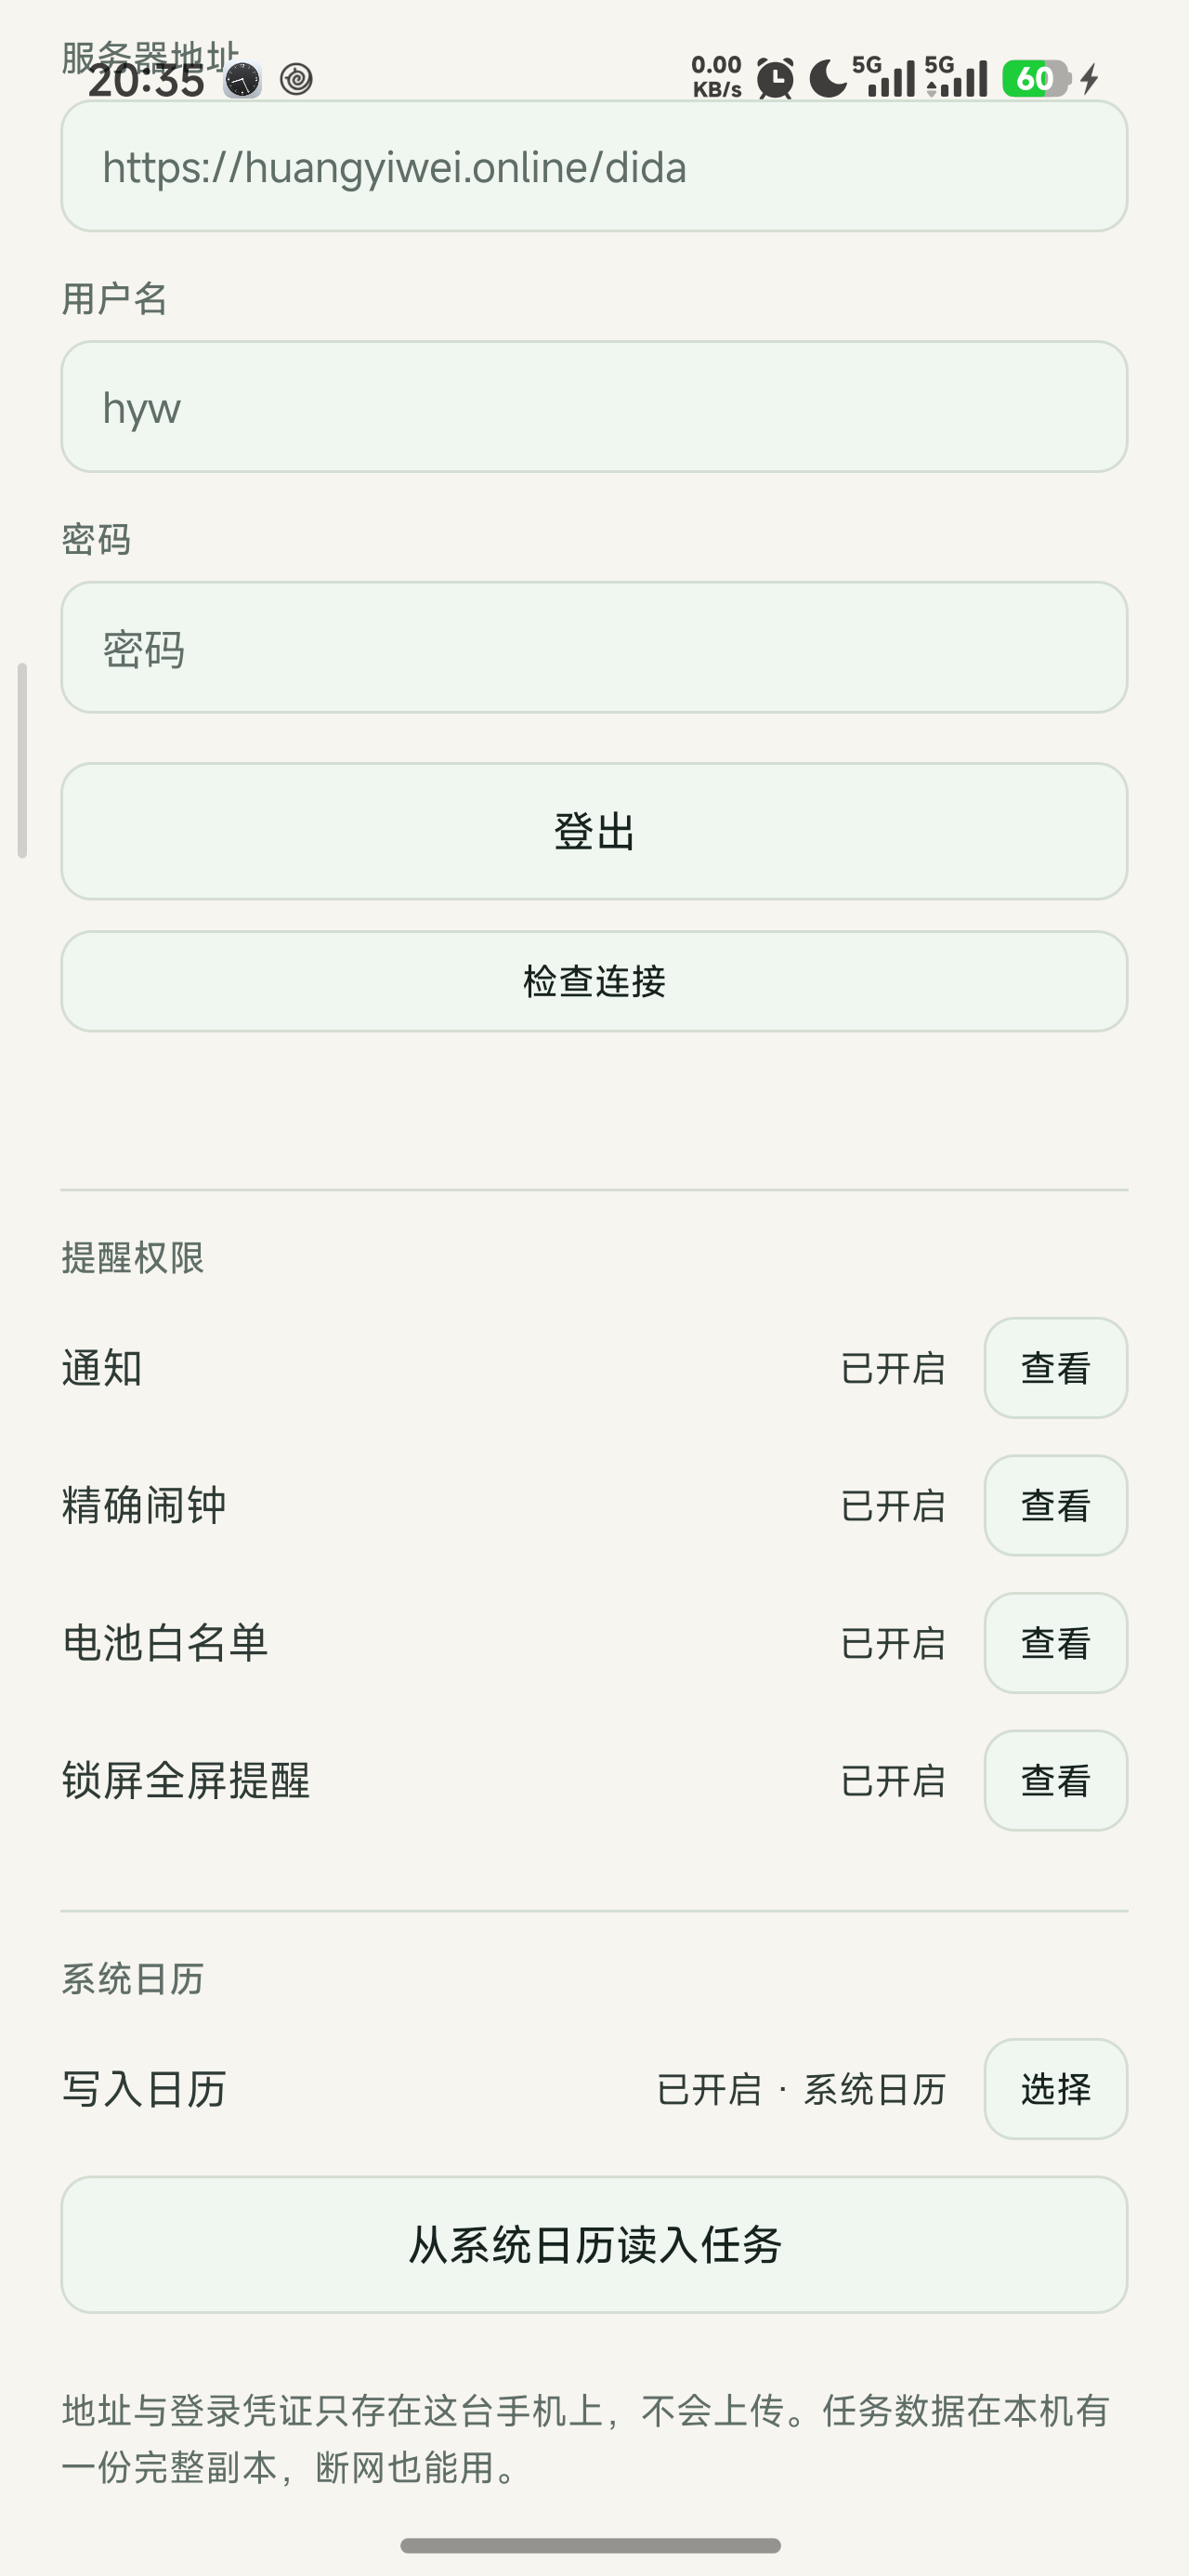 服务器地址
20:35
0.00 KB/s 5G 5G 60
https://huangyiwei.online/dida
用户名
hyw
密码
密码
登出
检查连接
提醒权限
通知 已开启 查看
精确闹钟 已开启 查看
电池白名单 已开启 查看
锁屏全屏提醒 已开启 查看
系统日历
写入日历 已开启 · 系统日历 选择
从系统日历读入任务
地址与登录凭证只存在这台手机上，不会上传。任务数据在本机有
一份完整副本，断网也能用。